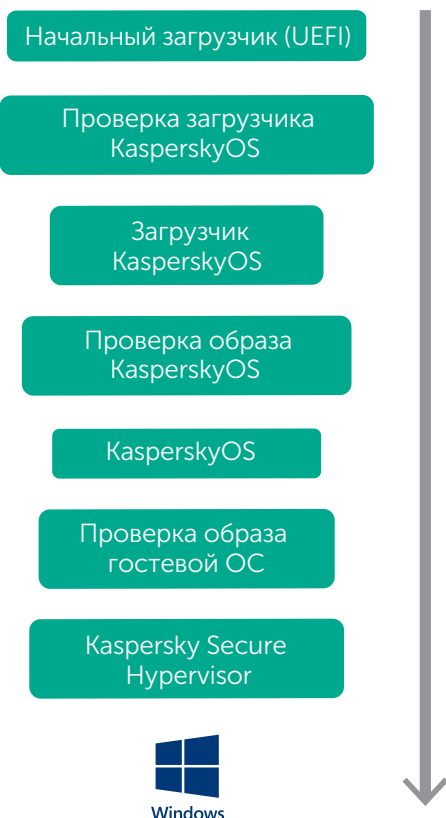 Начальный загрузчик (UEFI)
Проверка загрузчика
KasperskyOS
Загрузчик
KasperskyOS
Проверка образа
KasperskyOS
KasperskyOS
Проверка образа
гостевой ОС
Kaspersky Secure
Hypervisor
Windows